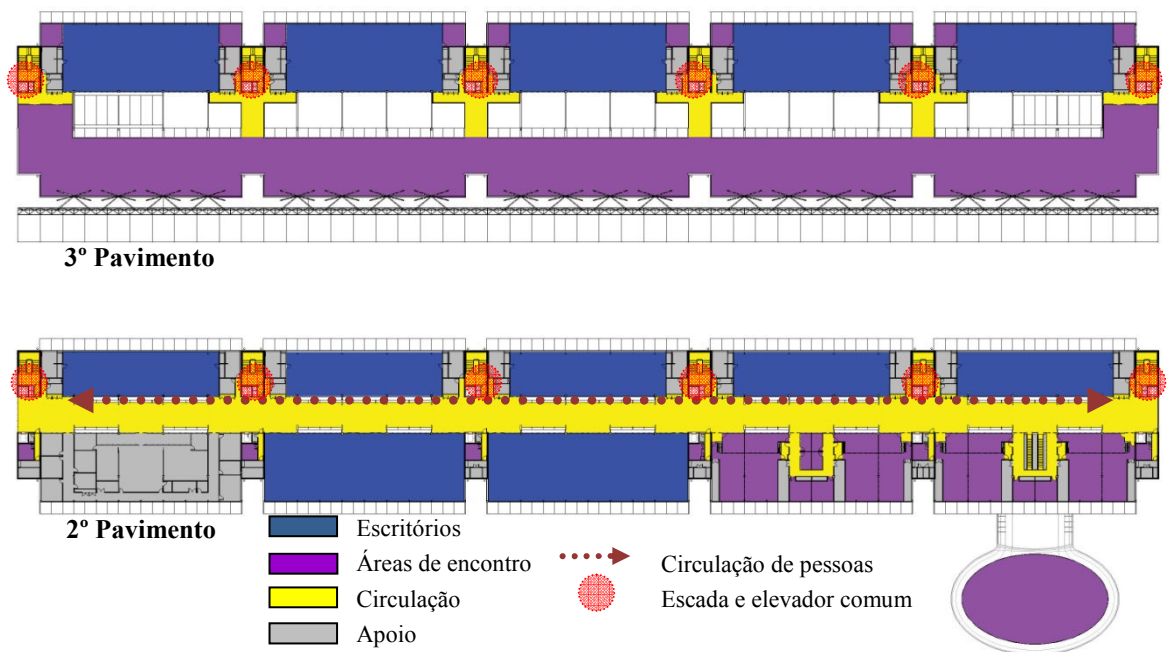 3º Pavimento
2º Pavimento
Escritórios
Áreas de encontro
Circulação
Apoio
Circulação de pessoas
Escada e elevador comum